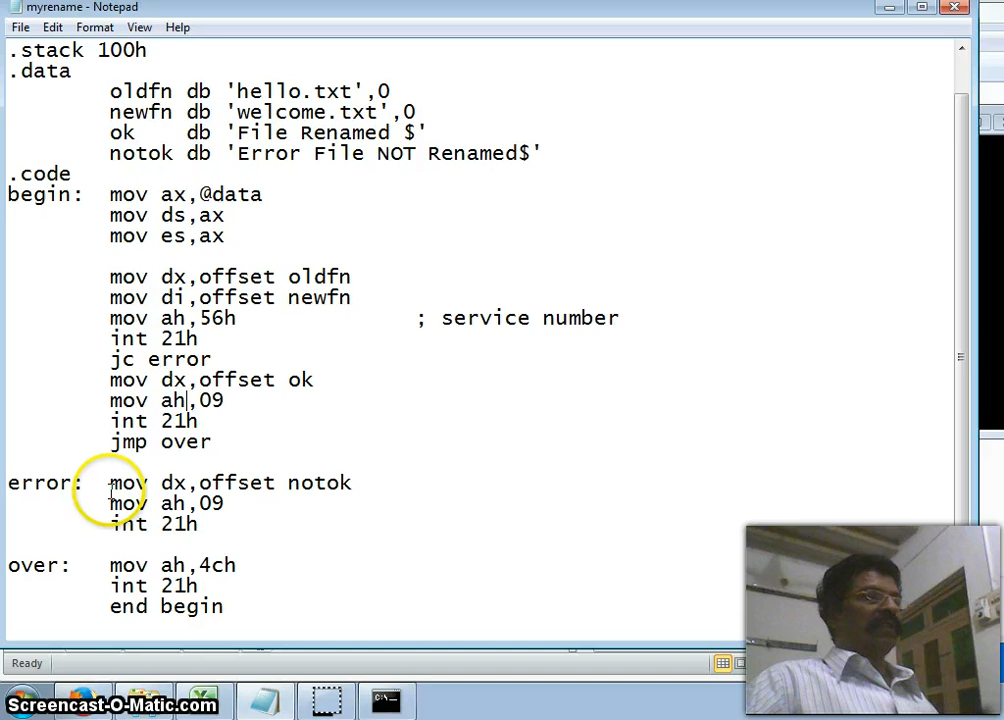 myrename - Notepad
File Edit Format View Help
.stack 100h
.data
oldfn db 'hello.txt',0
newfn db 'welcome.txt',0
ok db 'File Renamed $'
notok db 'Error File NOT Renamed$'
.code
begin: mov ax,@data
mov ds,ax
mov es,ax
mov dx,offset oldfn
mov di,offset newfn
mov ah,56h ; service number
int 21h
jc error
mov dx,offset ok
mov ah,09
int 21h
jmp over
error: mov dx,offset notok
mov ah,09
int 21h
over: mov ah,4ch
int 21h
end begin
Ready
Screencast-O-Matic.com